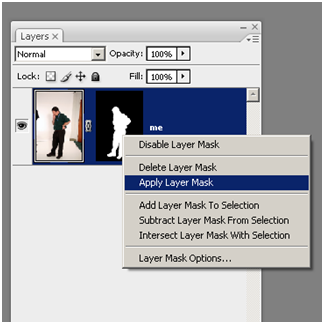 Layers ×
Normal Opacity: 100%
Lock: Fill: 100%
me
Disable Layer Mask
Delete Layer Mask
Apply Layer Mask
Add Layer Mask To Selection
Subtract Layer Mask From Selection
Intersect Layer Mask With Selection
Layer Mask Options...